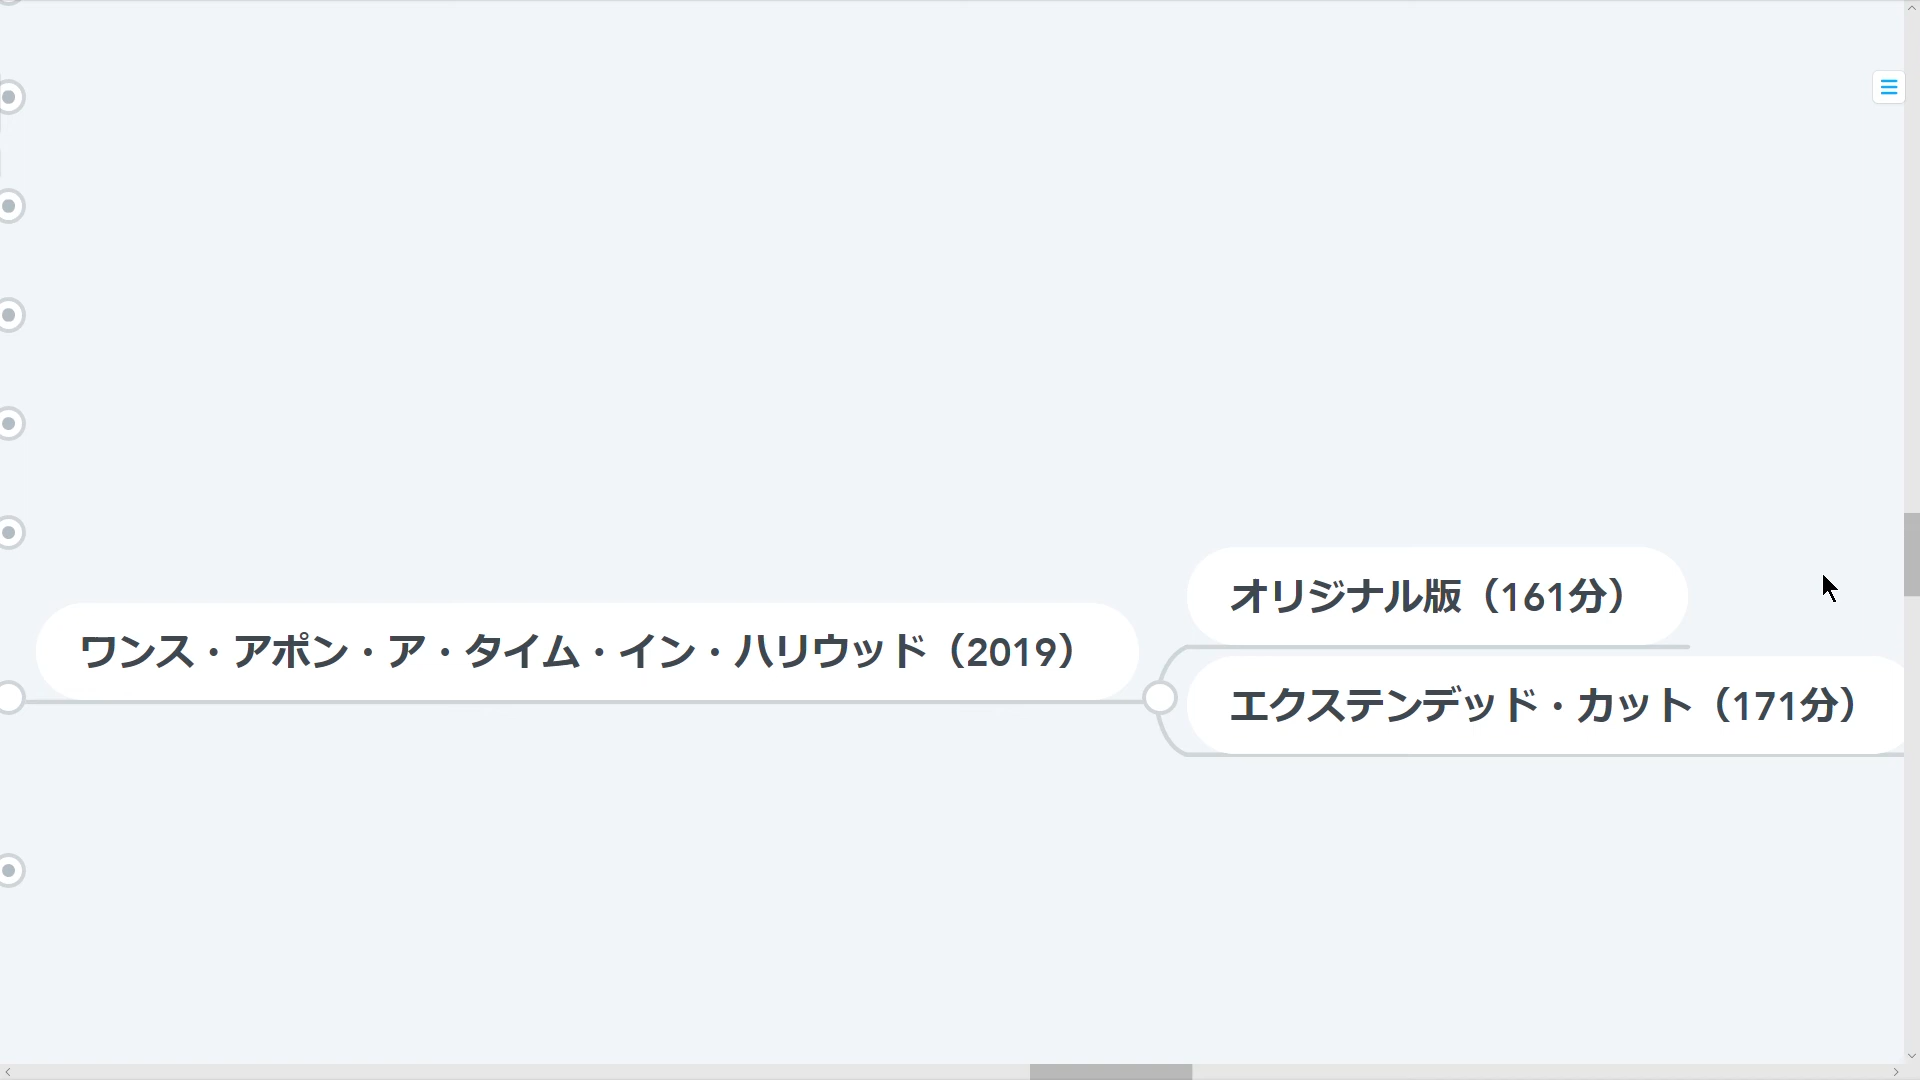 ワンス・アポン・ア・タイム・イン・ハリウッド（2019）
オリジナル版（161分）
エクステンデッド・カット（171分）